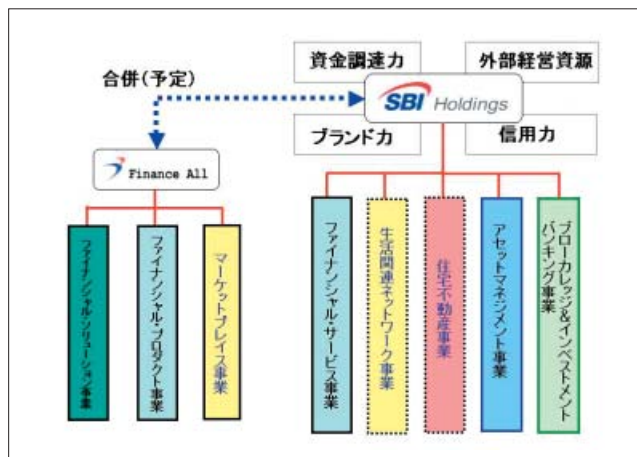 資金調達力
外部経営資源
合併(予定)
SBI Holdings
ブランド力
信用力
Finance All
ファイナンシャル・ソリューション事業
ファイナンシャル・プロダクト事業
マーケットプレイス事業
ファイナンシャル・サービス事業
生活関連ネットワーク事業
住宅不動産事業
アセットマネジメント事業
ブローカレッジ&インベストメント
バンキング事業